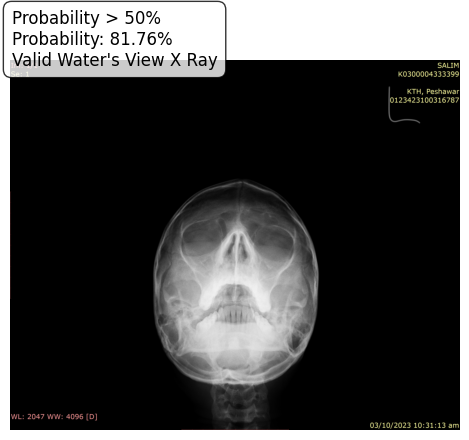 Probability > 50%
Probability: 81.76%
Valid Water's View X Ray
SALIM
K0300004333399
KTH, Peshawar
0123423100316787
WL: 2047 WW: 4096 [D]
03/10/2023 10:31:13 am